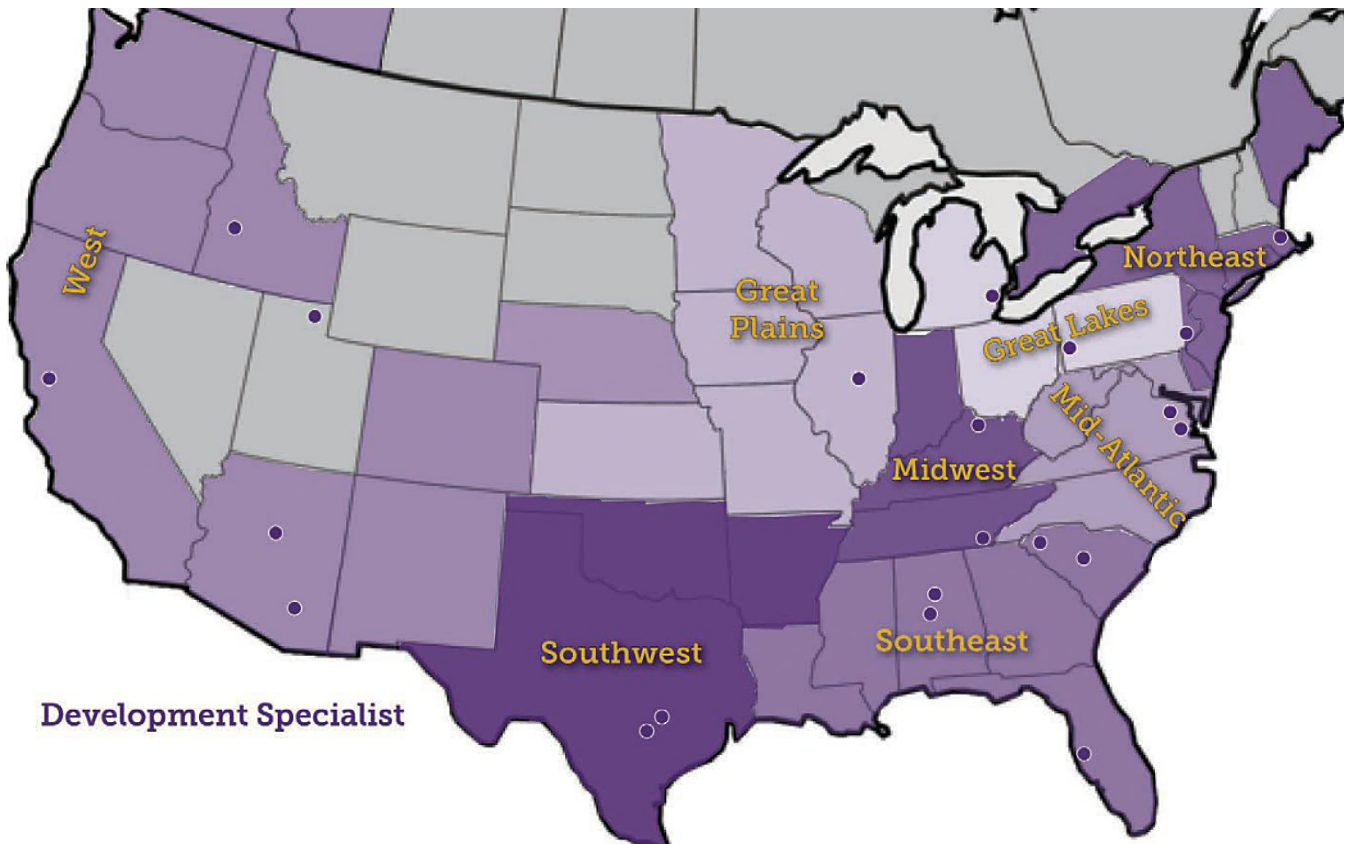 West
Great
Plains
Northeast
Great Lakes
Mid-Atlantic
Midwest
Southwest
Southeast
Development Specialist